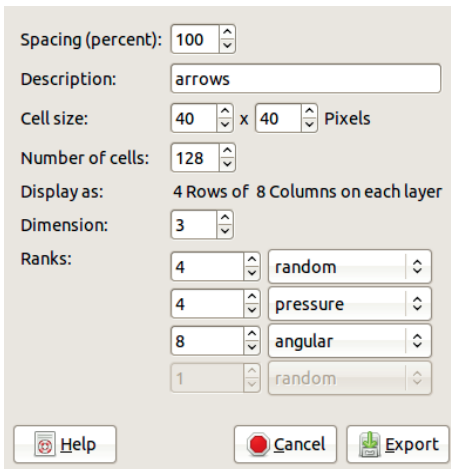 Spacing (percent): 100
Description: arrows
Cell size: 40 x 40 Pixels
Number of cells: 128
Display as: 4 Rows of 8 Columns on each layer
Dimension: 3
Ranks: 4 random
4 pressure
8 angular
1 random
Help Cancel Export